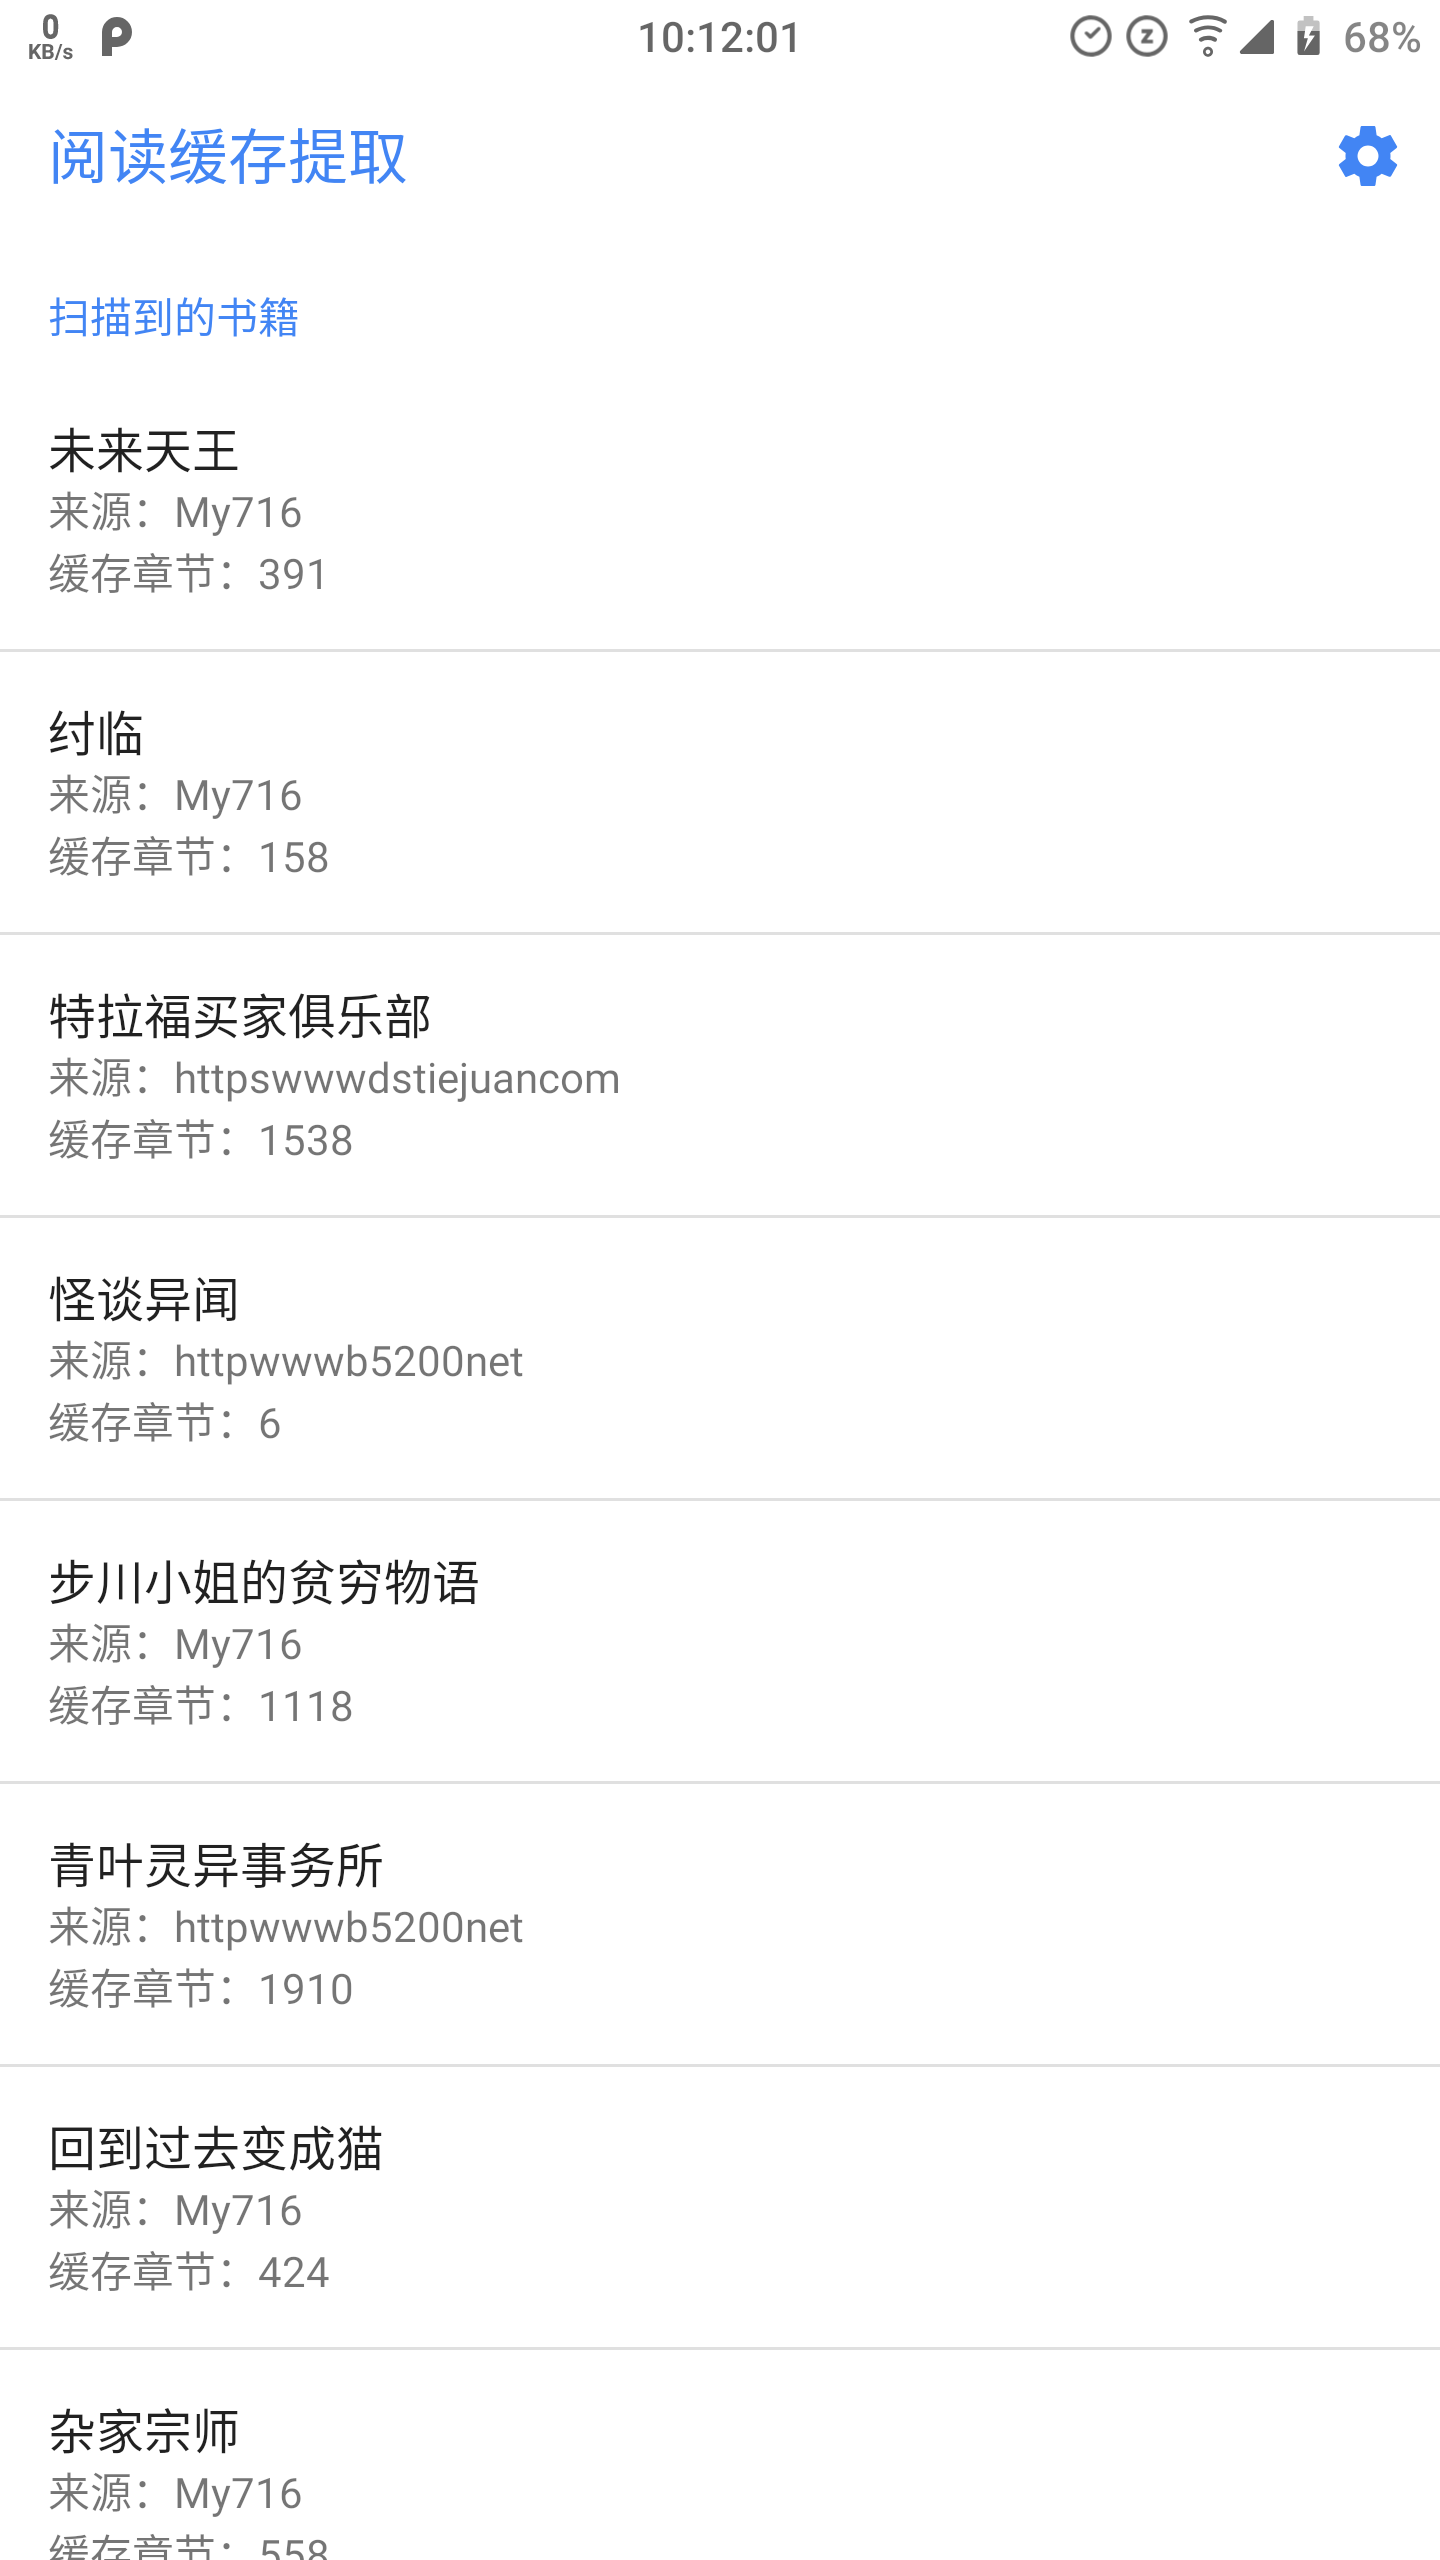 0
KB/s
10:12:01
68%
阅读缓存提取
扫描到的书籍
未来天王
来源：My716
缓存章节：391
纣临
来源：My716
缓存章节：158
特拉福买家俱乐部
来源：httpswwwdstiejuancom
缓存章节：1538
怪谈异闻
来源：httpwwwb5200net
缓存章节：6
步川小姐的贫穷物语
来源：My716
缓存章节：1118
青叶灵异事务所
来源：httpwwwb5200net
缓存章节：1910
回到过去变成猫
来源：My716
缓存章节：424
杂家宗师
来源：My716
缓存章节：558